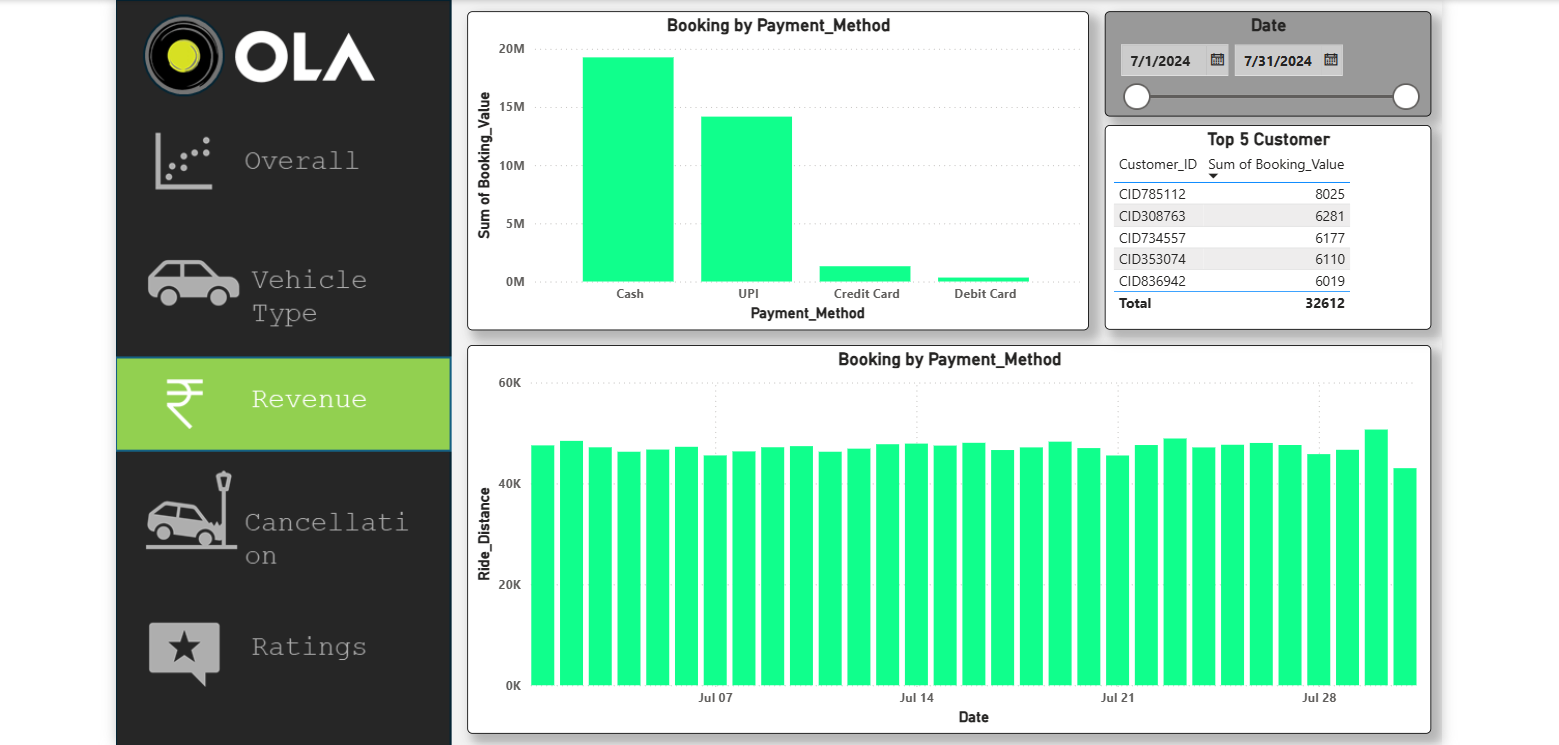 OLA
Overall
Vehicle
Type
Revenue
Cancellati
on
Ratings
Booking by Payment_Method
Sum of Booking_Value
20M
15M
10M
5M
0M
Cash UPI Credit Card Debit Card
Payment_Method
Date
7/1/2024 7/31/2024
Top 5 Customer
Customer_ID Sum of Booking_Value
CID785112 8025
CID308763 6281
CID734557 6177
CID353074 6110
CID836942 6019
Total 32612
Booking by Payment_Method
Ride_Distance
60K
40K
20K
0K
Jul 07 Jul 14 Jul 21 Jul 28
Date